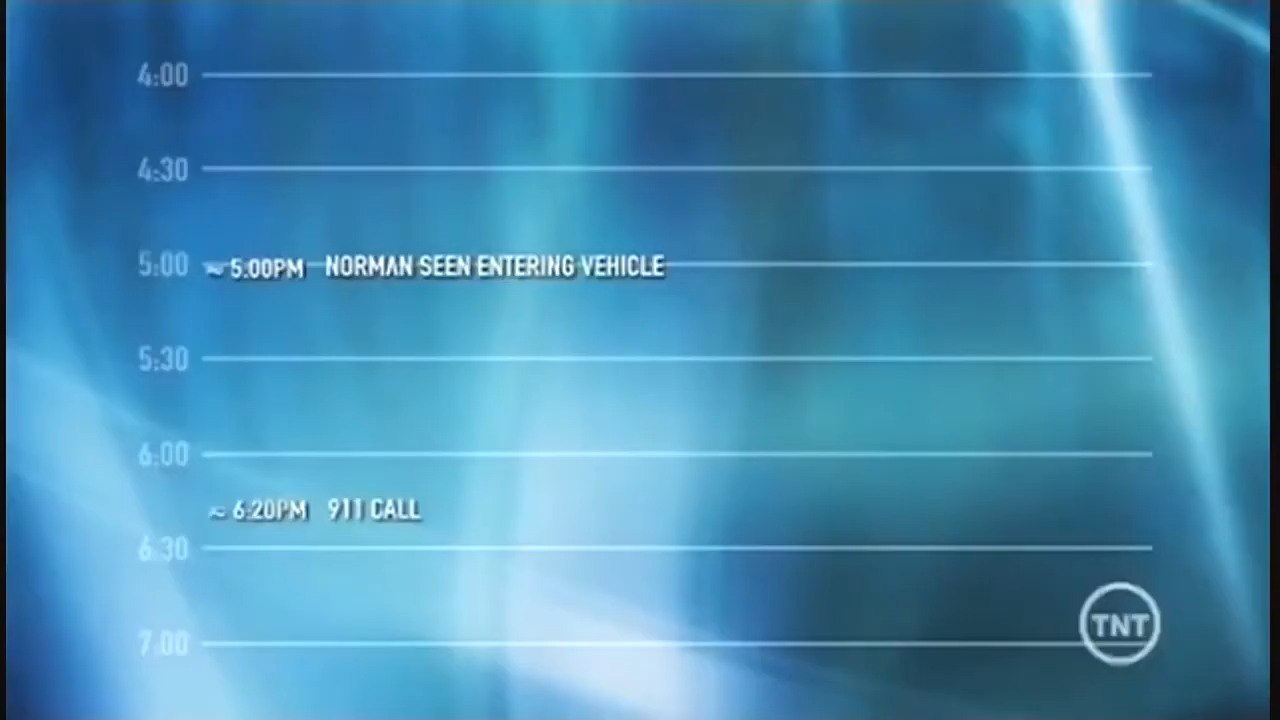 4:00
4:30
5:00 ~ 5:00PM NORMAN SEEN ENTERING VEHICLE
5:30
6:00
~ 6:20PM 911 CALL
6:30
7:00
TNT